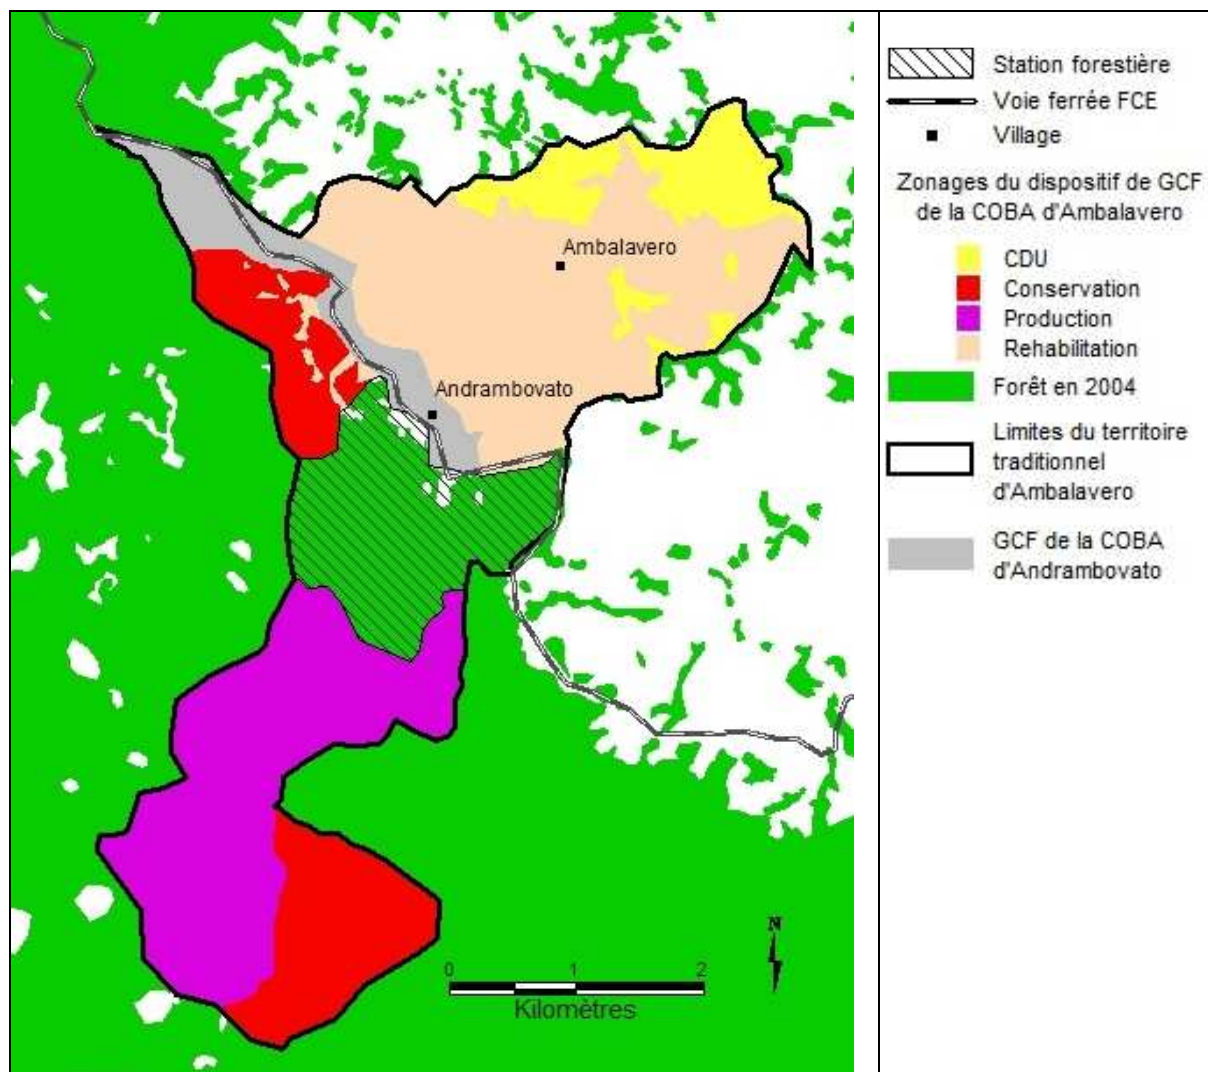 Ambalavero
Andrambovato
N
0 1 2
Kilomètres
Station forestière
Voie ferrée FCE
Village
Zonages du dispositif de GCF
de la COBA d'Ambalavero
CDU
Conservation
Production
Rehabilitation
Forêt en 2004
Limites du territoire
traditionnel
d'Ambalavero
GCF de la COBA
d'Andrambovato